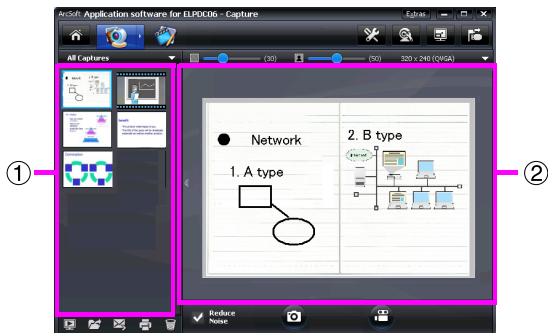 ArcSoft Application software for ELPDC06 - Capture
Extras
All Captures
(30)
(50)
320 x 240 (QVGA)
① 
②
Network
1. A type
2. B type
Reduce
Noise